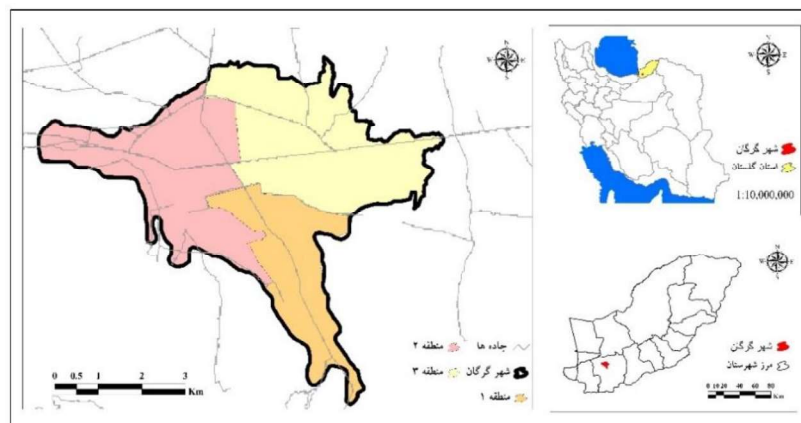 N
W E
S
جاده ها منطقه ۲
شهر گرگان منطقه ۳
منطقه ۱
0 0.5 1 2 3
Km
N
W E
S
شهر گرگان
استان گلستان
1:10,000,000
N
W E
S
شهر گرگان
مرز شهرستان
0 10 20 40 60 80
Km